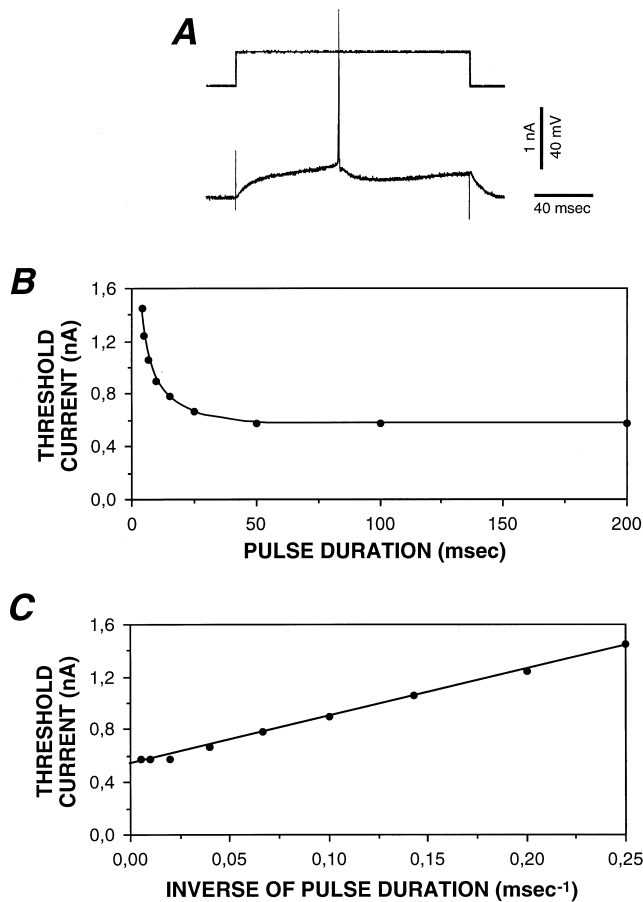 A
1 nA
40 mV
40 msec
B
THRESHOLD
CURRENT (nA)
1,6
1,2
0,8
0,4
0,0
0
50
100
150
200
PULSE DURATION (msec)
C
THRESHOLD
CURRENT (nA)
1,6
1,2
0,8
0,4
0,0
0,00
0,05
0,10
0,15
0,20
0,25
INVERSE OF PULSE DURATION (msec-1)